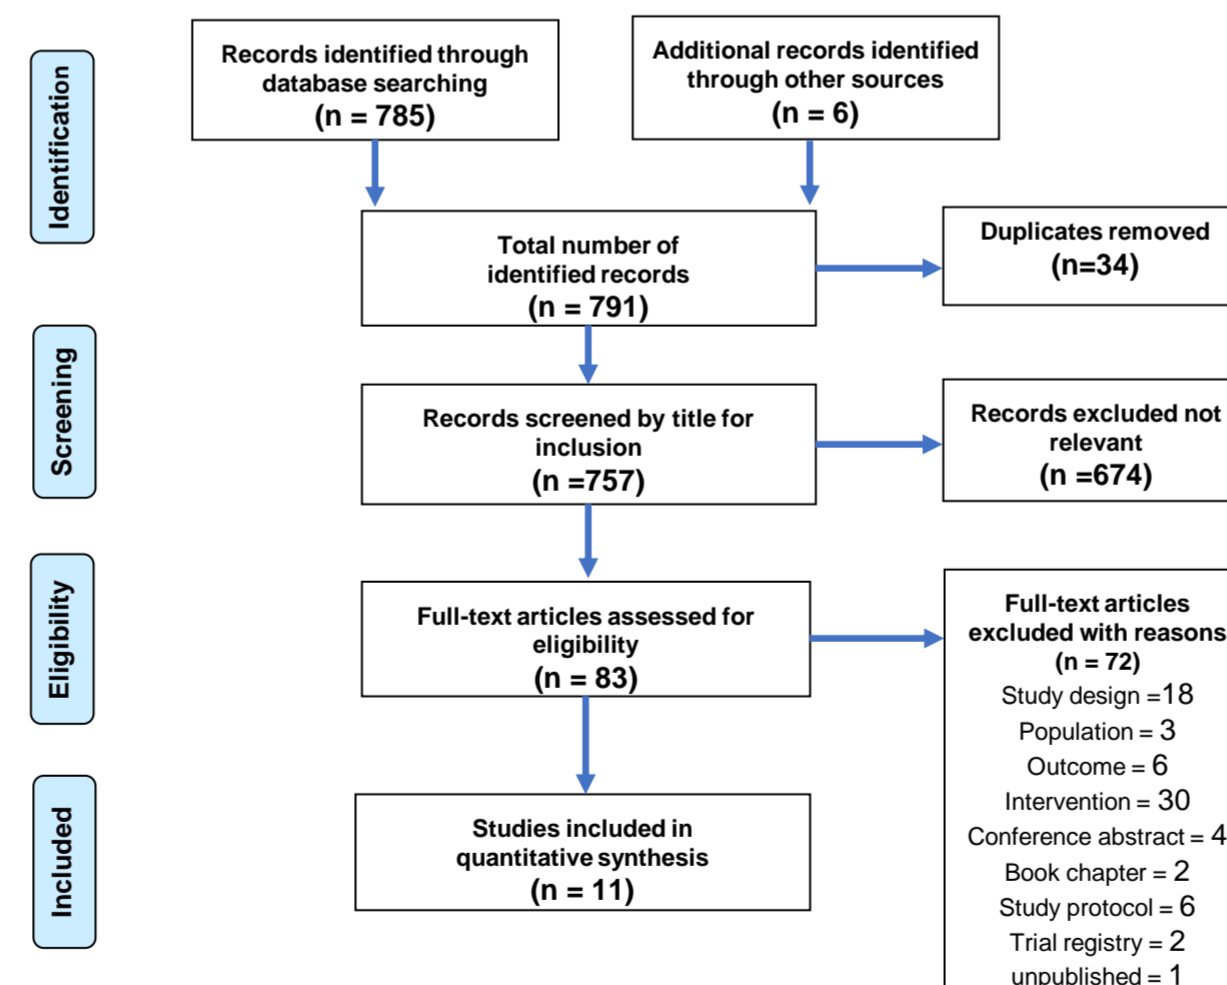 Identification
Records identified through
database searching
(n = 785)
Additional records identified
through other sources
(n = 6)
Total number of
identified records
(n = 791)
Duplicates removed
(n=34)
Screening
Records screened by title for
inclusion
(n =757)
Records excluded not
relevant
(n =674)
Eligibility
Full-text articles assessed for
eligibility
(n = 83)
Full-text articles
excluded with reasons
(n = 72)
Study design =18
Population = 3
Outcome = 6
Intervention = 30
Conference abstract = 4
Book chapter = 2
Study protocol = 6
Trial registry = 2
unpublished = 1
Included
Studies included in
quantitative synthesis
(n = 11)